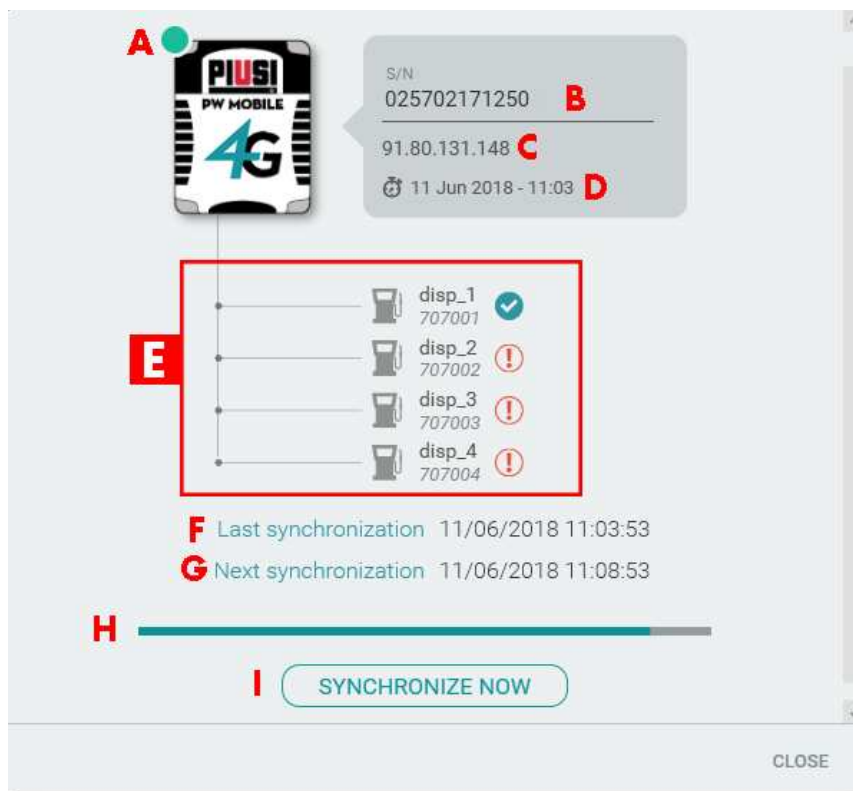 A
PIUSI
PW MOBILE
4G
S/N
025702171250 B
91.80.131.148 C
11 Jun 2018 - 11:03 D
E
disp_1
707001
disp_2
707002
disp_3
707003
disp_4
707004
F Last synchronization 11/06/2018 11:03:53
G Next synchronization 11/06/2018 11:08:53
H
I SYNCHRONIZE NOW
CLOSE